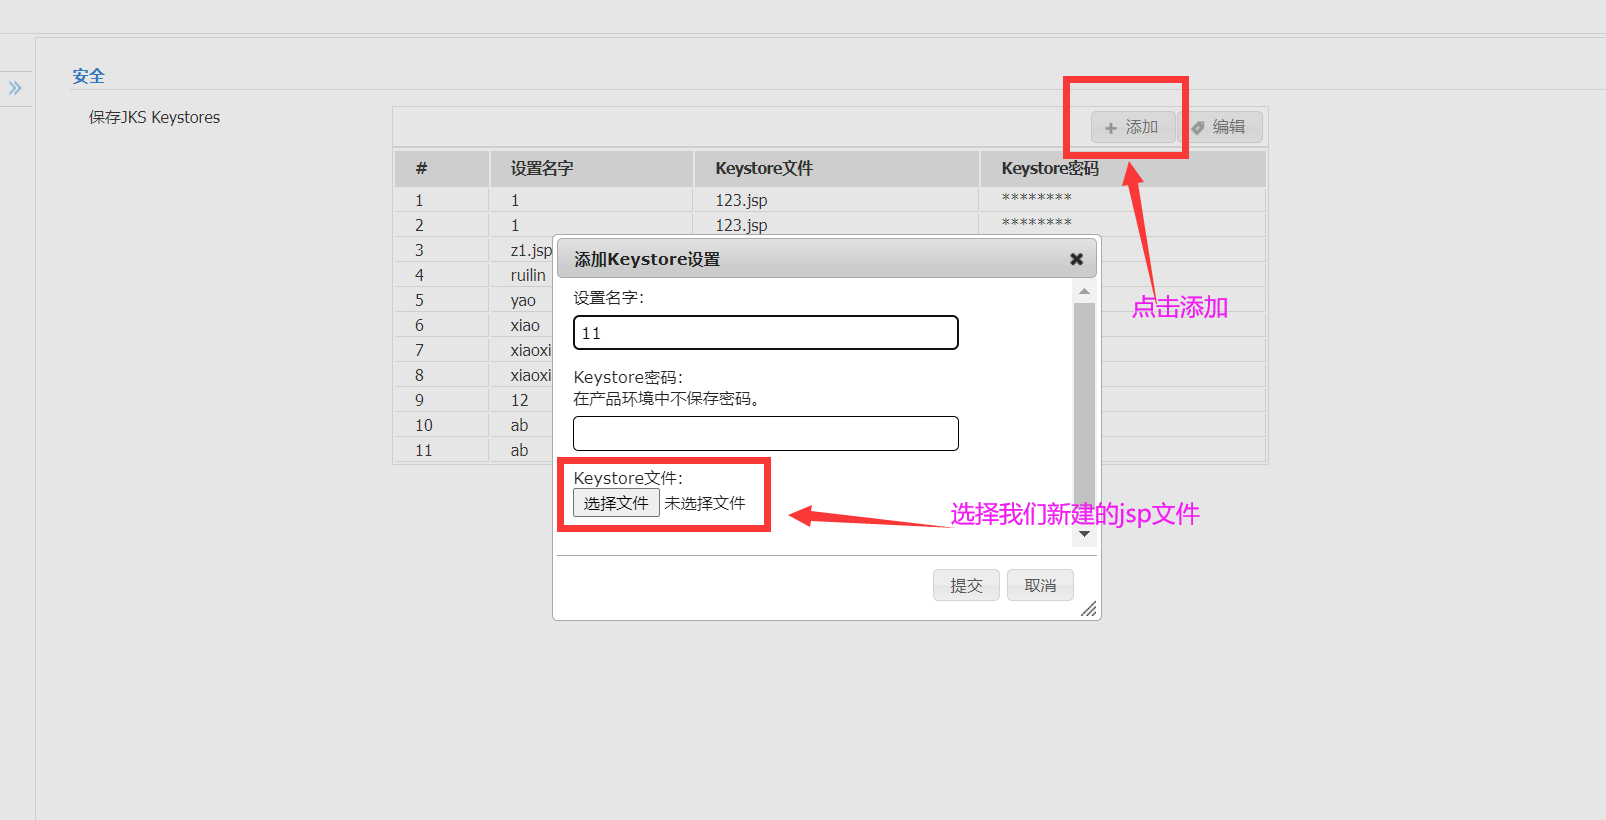 安全
保存JKS Keystores
添加 编辑
# 设置名字 Keystore文件 Keystore密码
1 1 123.jsp ********
2 1 123.jsp ********
3 z1.jsp
4 ruilin
5 yao
6 xiao
7 xiaoxi
8 xiaoxi
9 12
10 ab
11 ab
添加Keystore设置
设置名字:
11
Keystore密码:
在产品环境中不保存密码。
Keystore文件:
选择文件 未选择文件
提交 取消
点击添加
选择我们新建的jsp文件